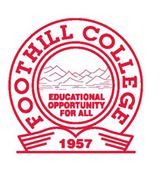 FOOTHILL COLLEGE
EDUCATIONAL
OPPORTUNITY
FOR ALL
1957